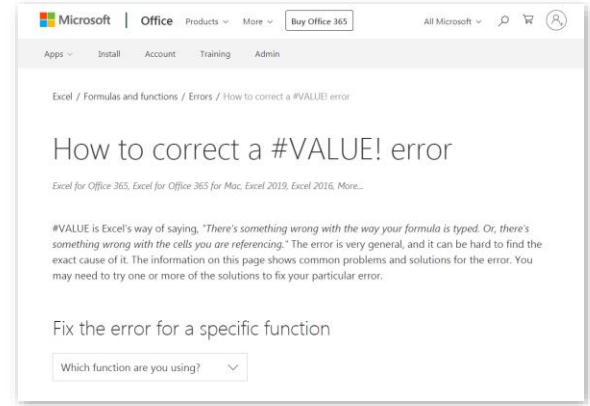 Microsoft Office Products More Buy Office 365 All Microsoft
Apps Install Account Training Admin
Excel / Formulas and functions / Errors / How to correct a #VALUE! error
How to correct a #VALUE! error
Excel for Office 365, Excel for Office 365 for Mac, Excel 2019, Excel 2016, More...
#VALUE is Excel's way of saying, "There's something wrong with the way your formula is typed. Or, there's
something wrong with the cells you are referencing." The error is very general, and it can be hard to find the
exact cause of it. The information on this page shows common problems and solutions for the error. You
may need to try one or more of the solutions to fix your particular error.
Fix the error for a specific function
Which function are you using?